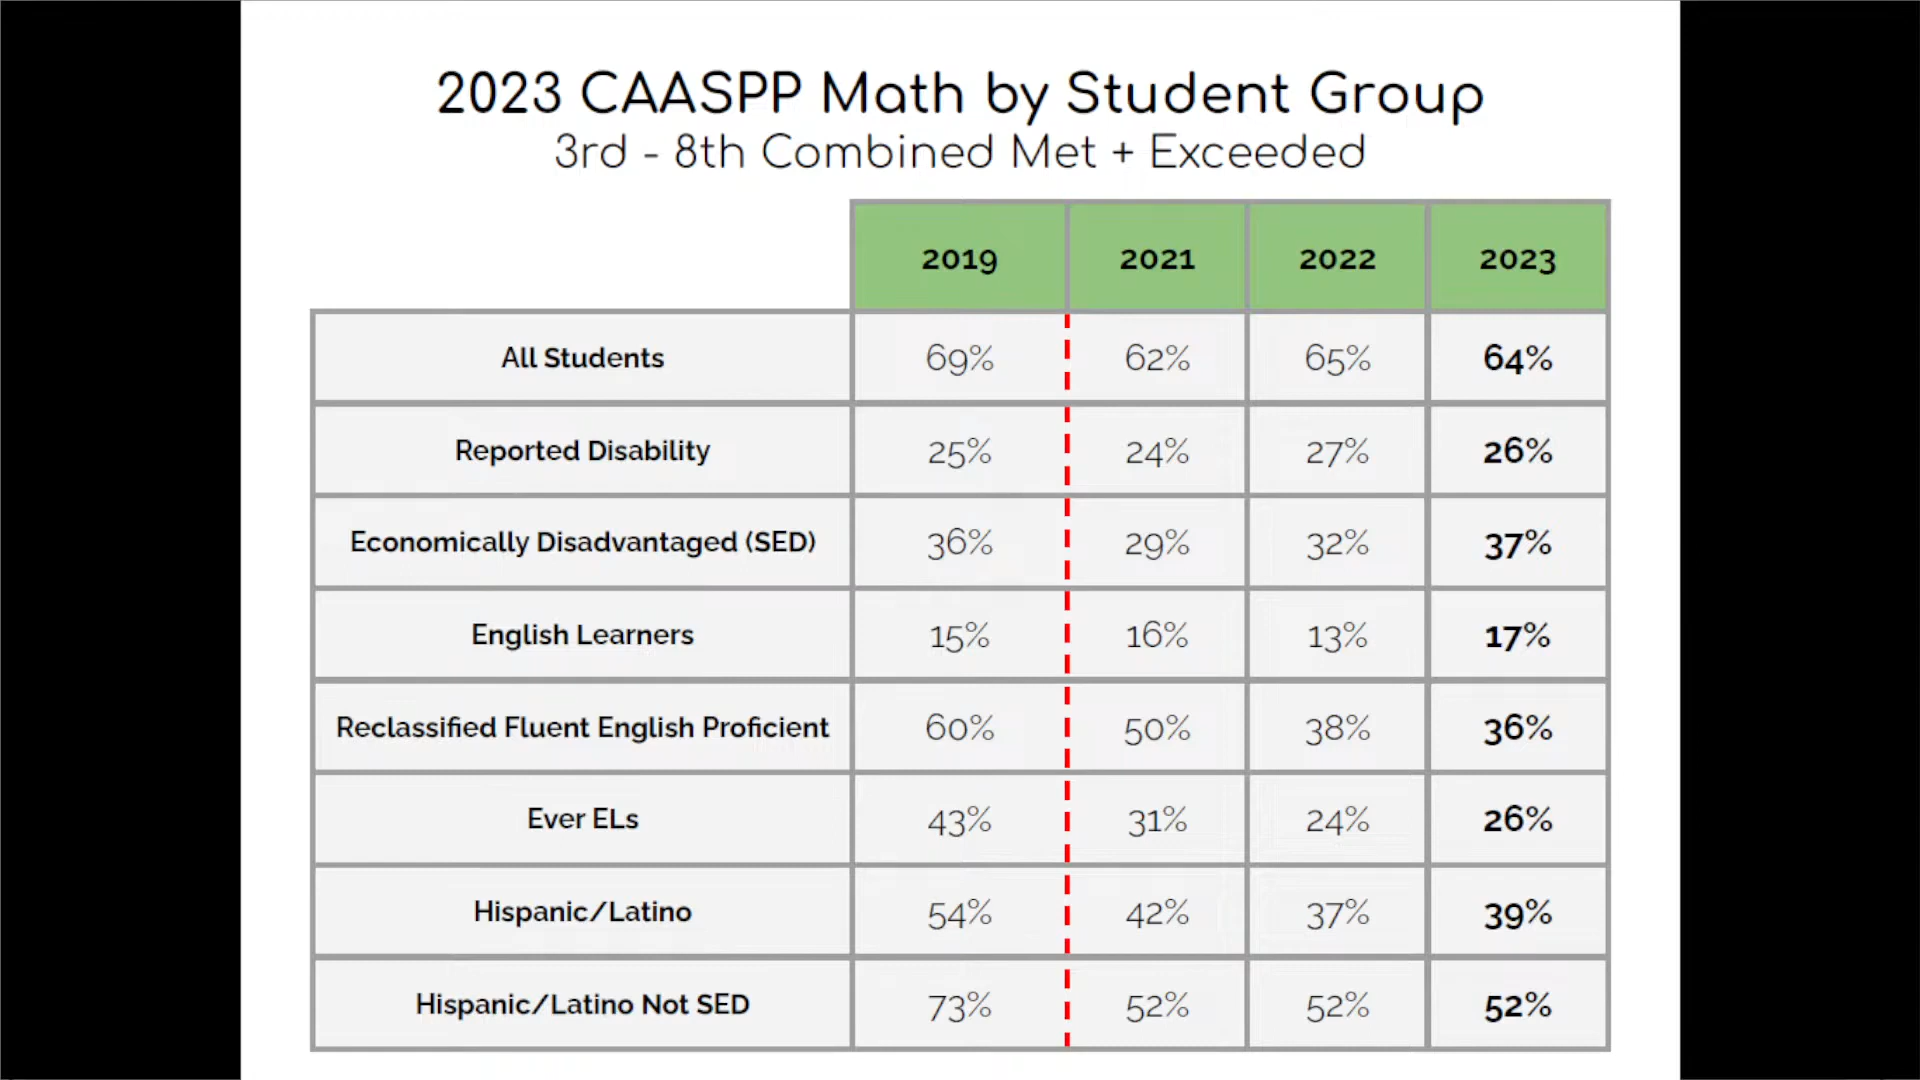 2023 CAASPP Math by Student Group
3rd - 8th Combined Met + Exceeded
2019 2021 2022 2023
All Students 69% 62% 65% 64%
Reported Disability 25% 24% 27% 26%
Economically Disadvantaged (SED) 36% 29% 32% 37%
English Learners 15% 16% 13% 17%
Reclassified Fluent English Proficient 60% 50% 38% 36%
Ever ELs 43% 31% 24% 26%
Hispanic/Latino 54% 42% 37% 39%
Hispanic/Latino Not SED 73% 52% 52% 52%